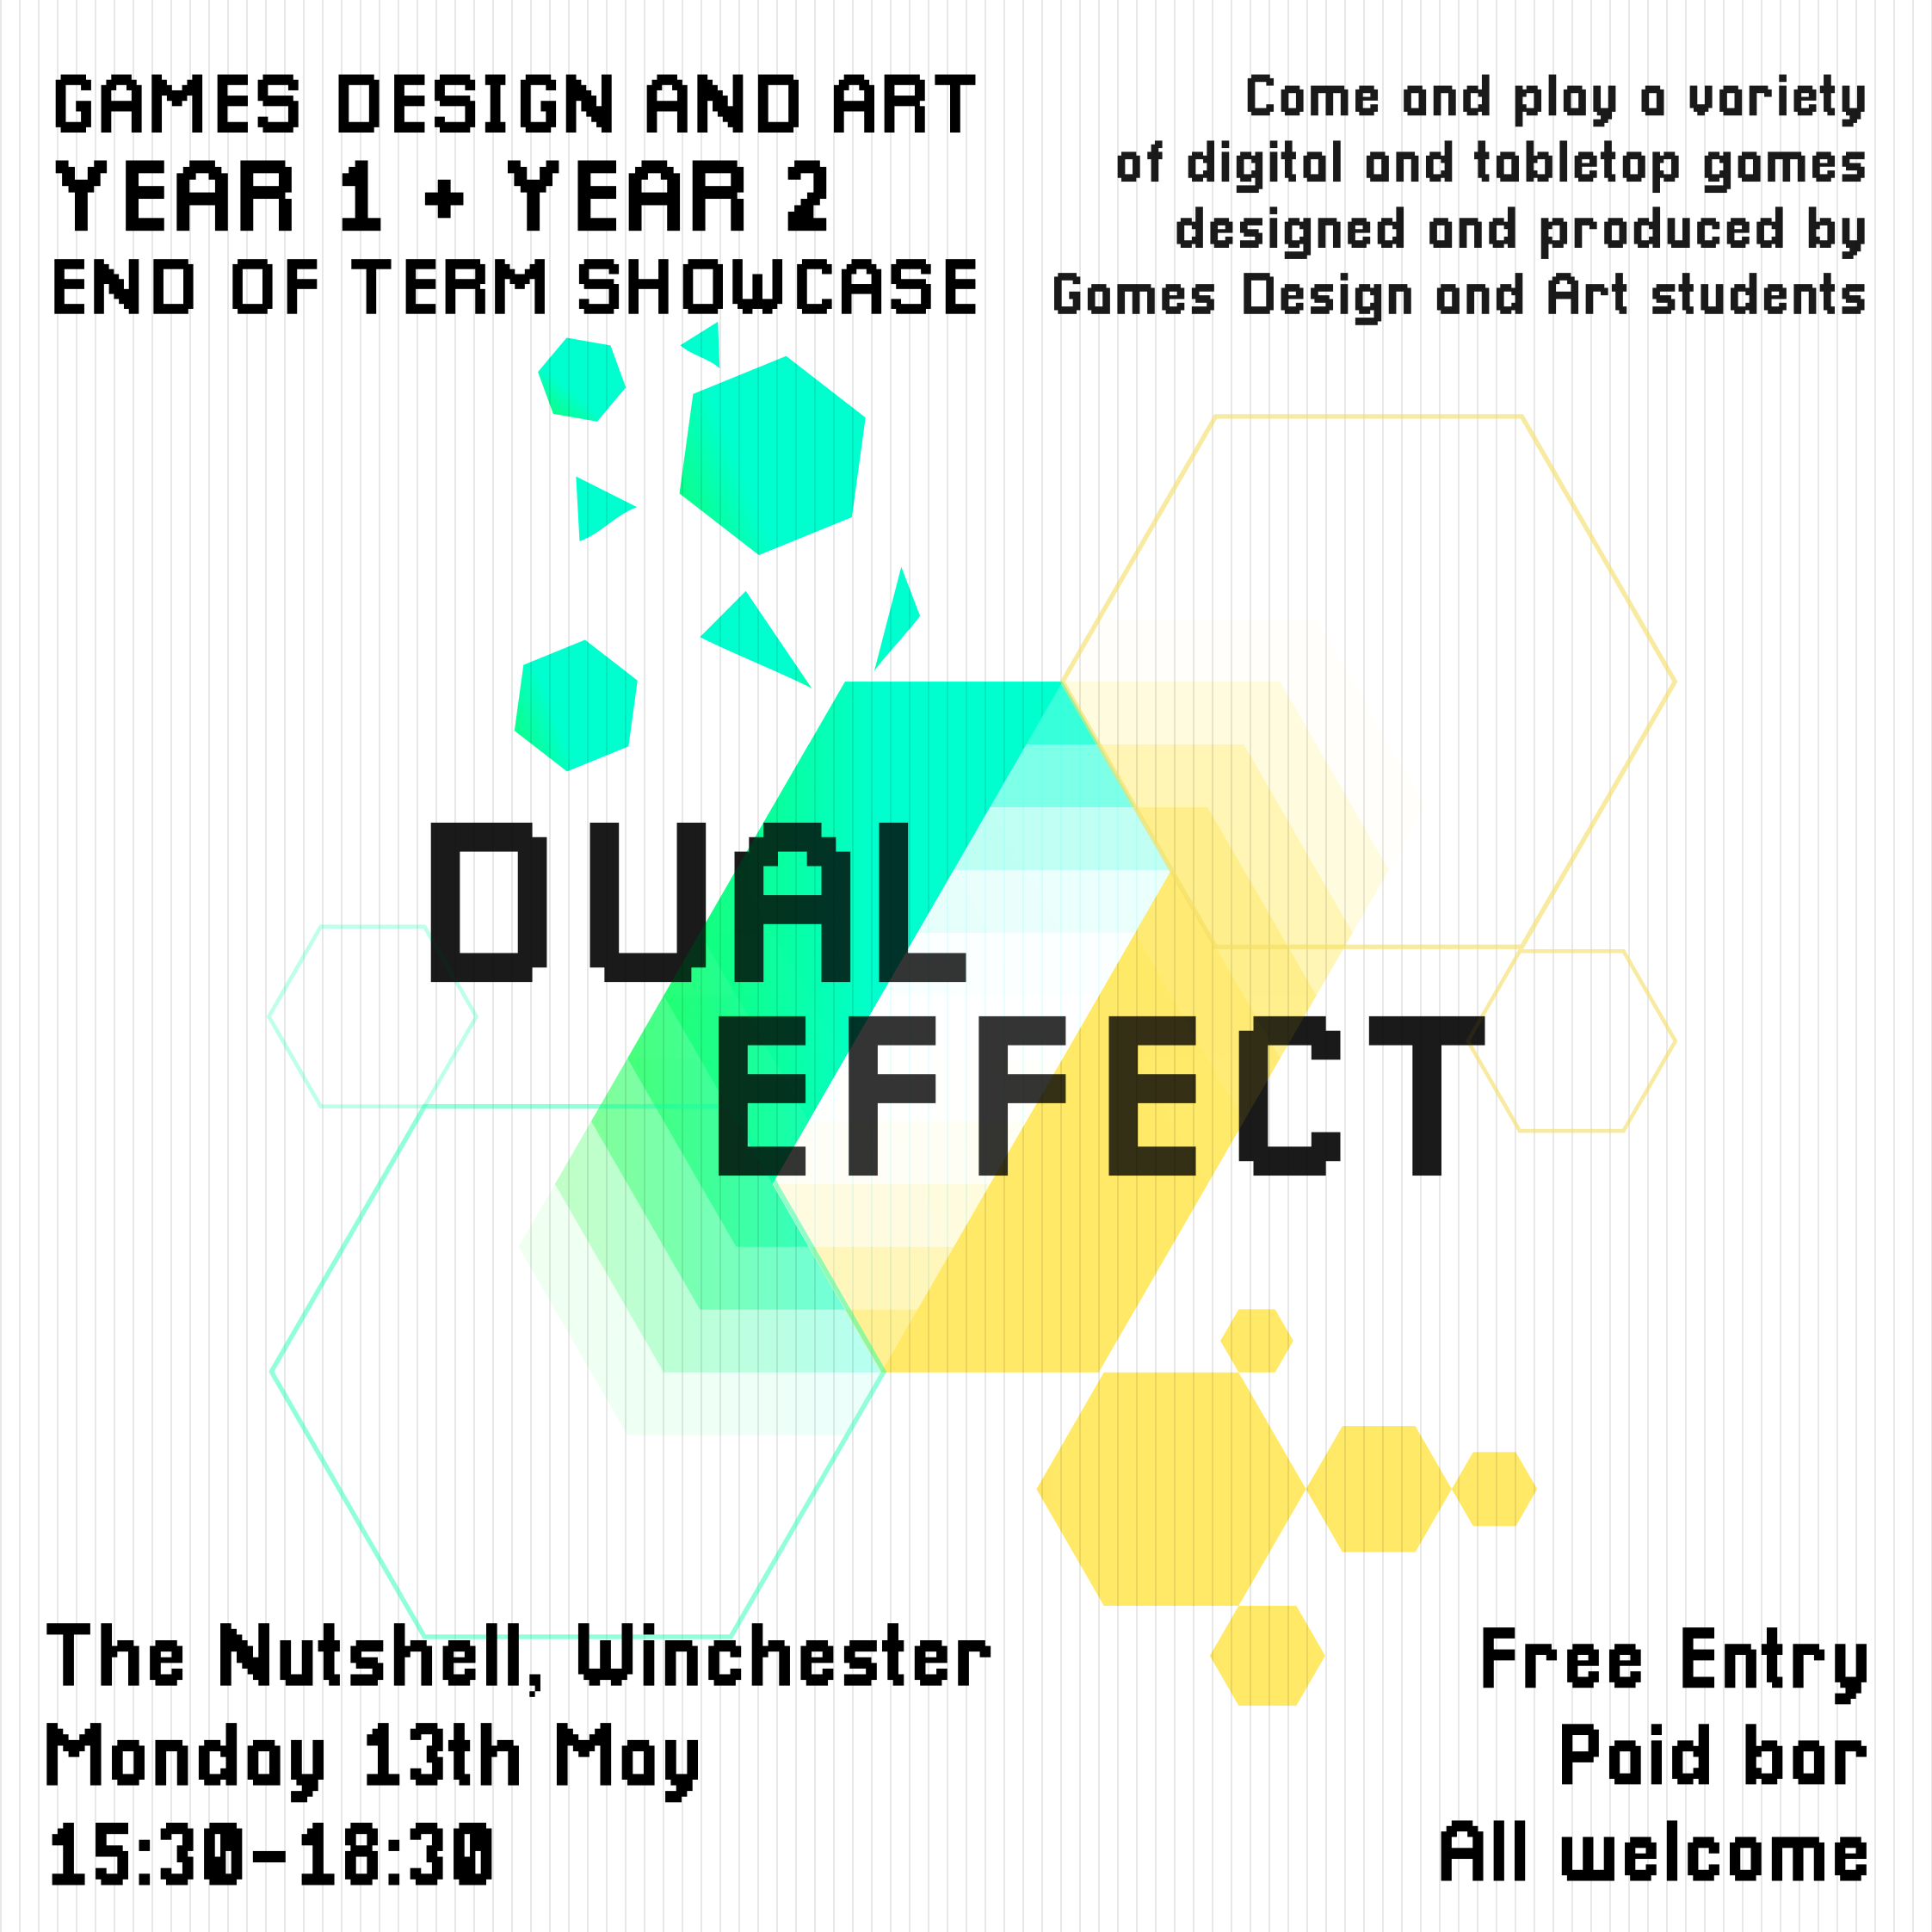 GAMES DESIGN AND ART
YEAR 1 + YEAR 2
END OF TERM SHOWCASE
Come and play a variety
of digital and tabletop games
designed and produced by
Games Design and Art students
DUAL
EFFECT
The Nutshell, Winchester
Monday 13th May
15:30-18:30
Free Entry
Paid bar
All welcome